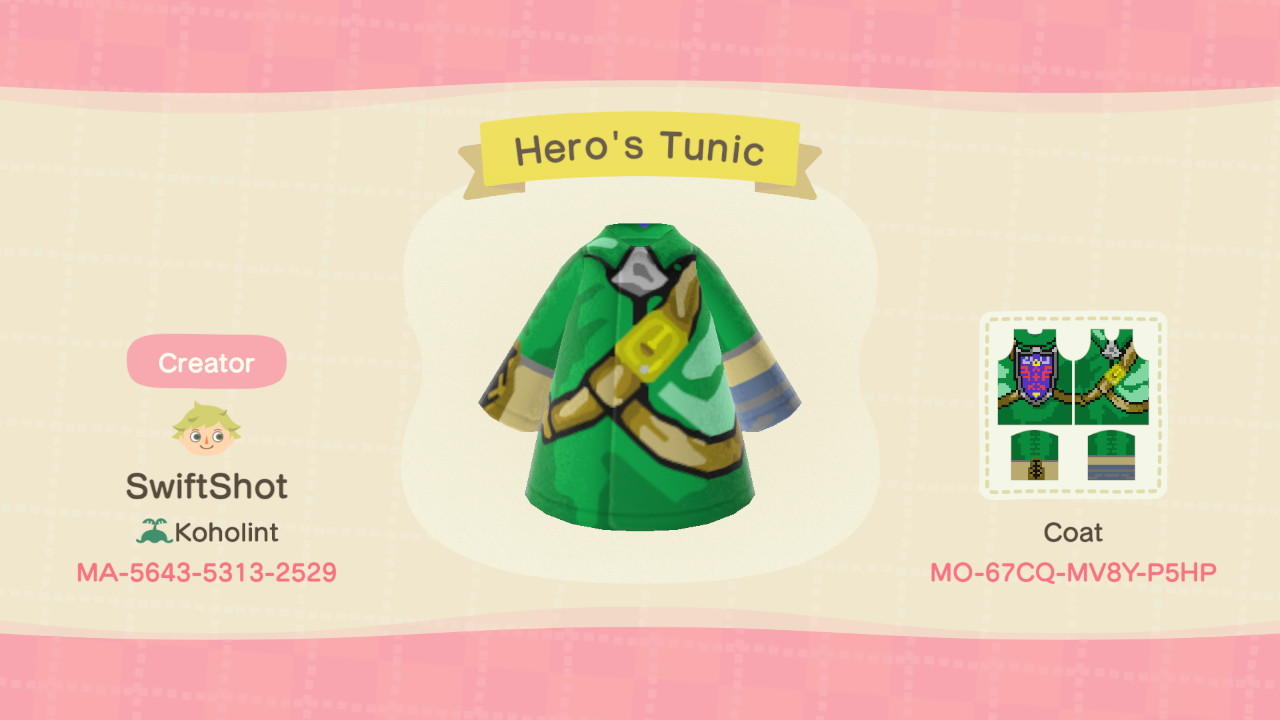 Hero's Tunic
Creator
SwiftShot
Koholint
MA-5643-5313-2529
Coat
MO-67CQ-MV8Y-P5HP